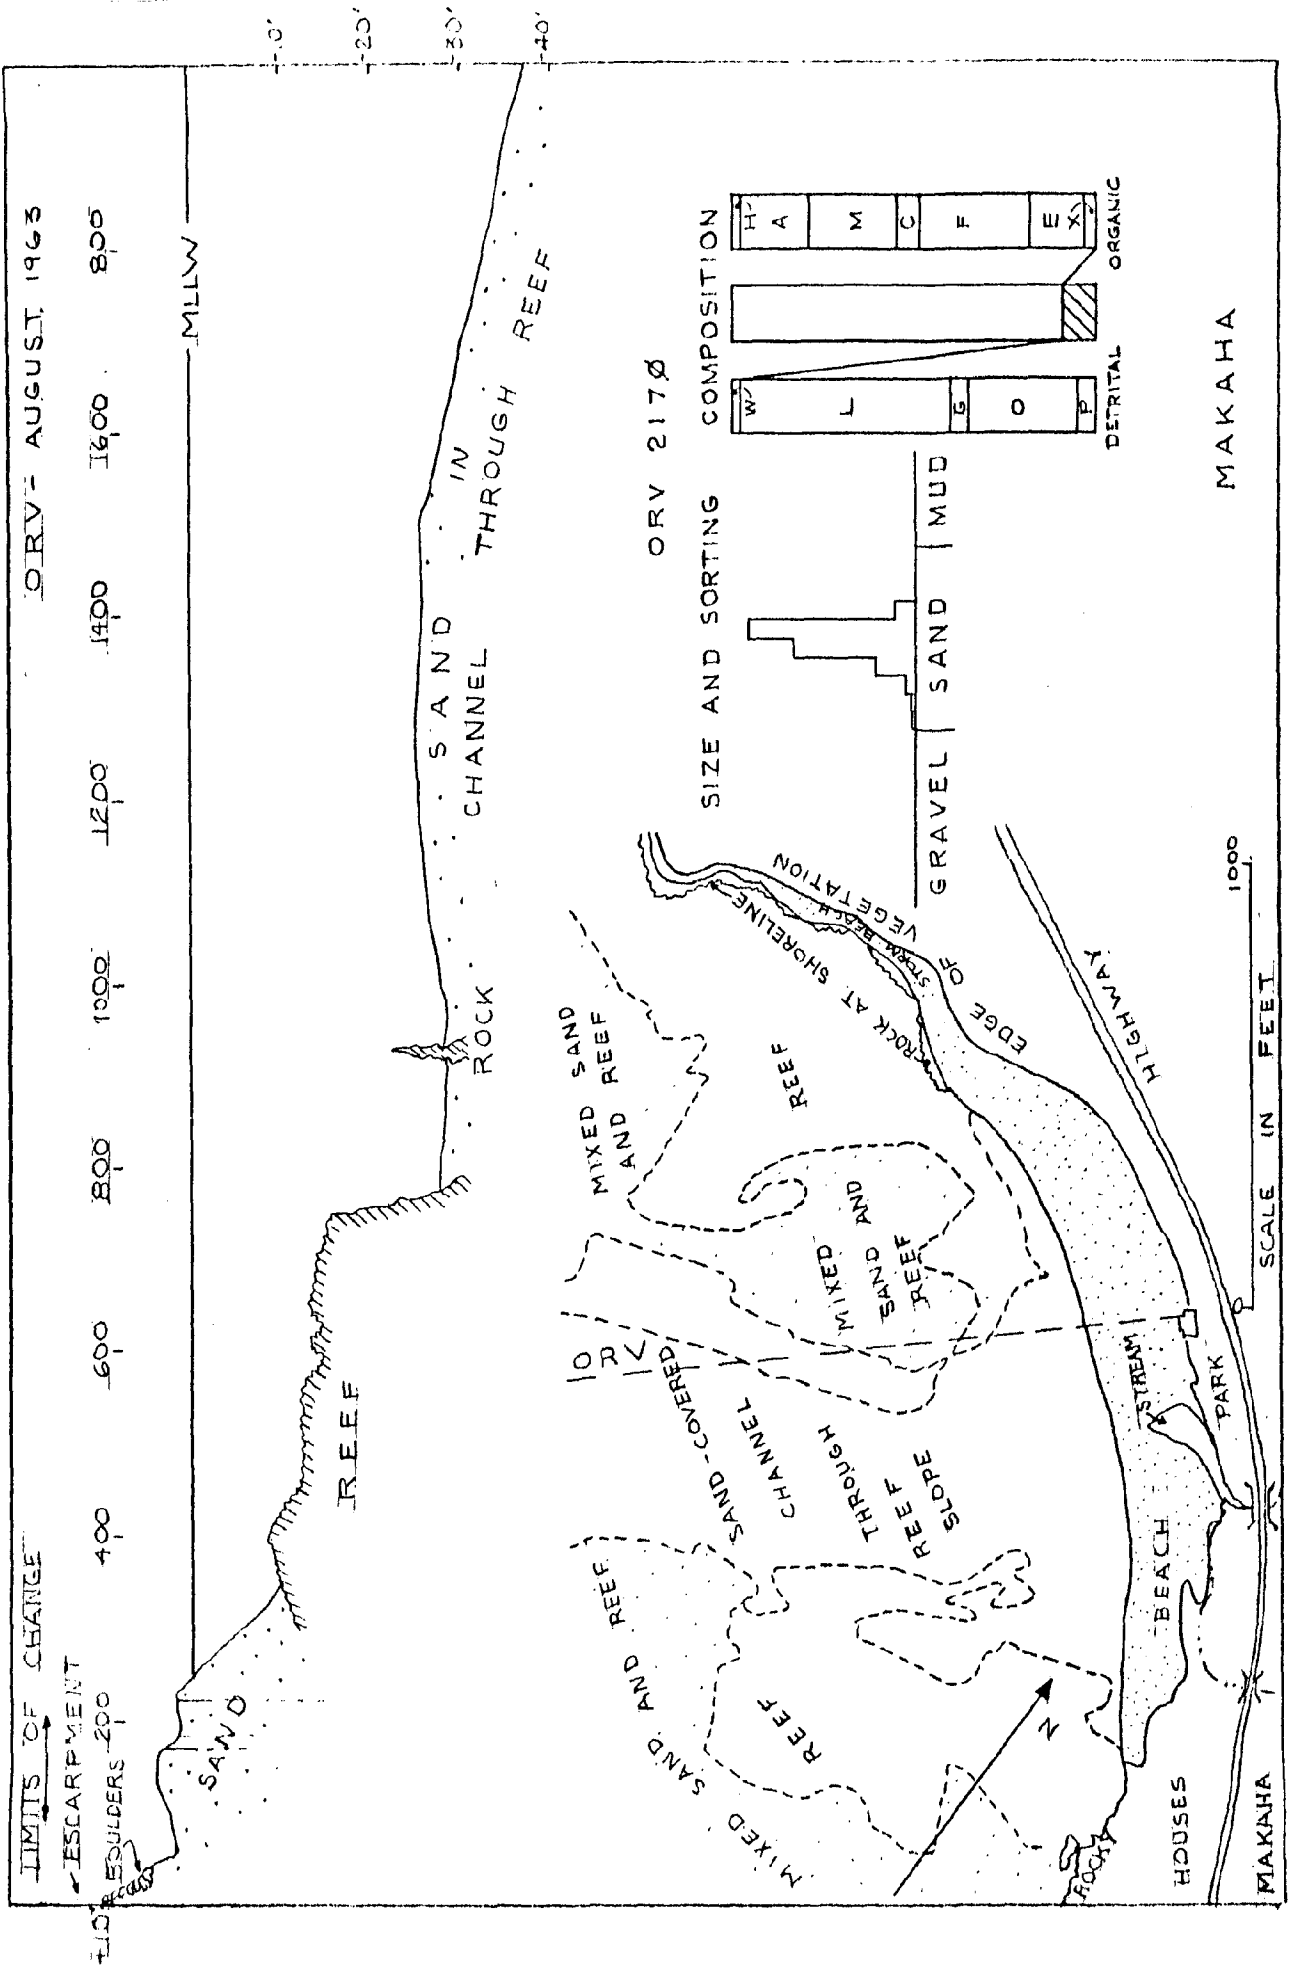 LIMITS OF CHANGE
ORV - AUGUST 1963
ESCARPMENT
BOULDERS
+10'
200
400
600
800
1000
1200
1400
1600
1800
MLLW
-10'
-20'
-30'
-40'
SAND
REEF
ROCK
SAND IN
CHANNEL THROUGH REEF
MIXED SAND AND REEF
REEF
SAND-COVERED
CHANNEL
THROUGH
REEF
SLOPE
ORV
MIXED SAND
AND REEF
REEF
MIXED
SAND AND
REEF
ROCK AT SHORELINE
STORM BEACH
EDGE OF VEGETATION
HIGHWAY
BEACH
STREAM
PARK
ROCKY
HOUSES
MAKAHA
N
1000
0
SCALE IN FEET
ORV 2170
SIZE AND SORTING
GRAVEL | SAND | MUD
COMPOSITION
W
L
G
O
P
DETRITAL
H
A
M
C
F
E
X
ORGANIC
MAKAHA